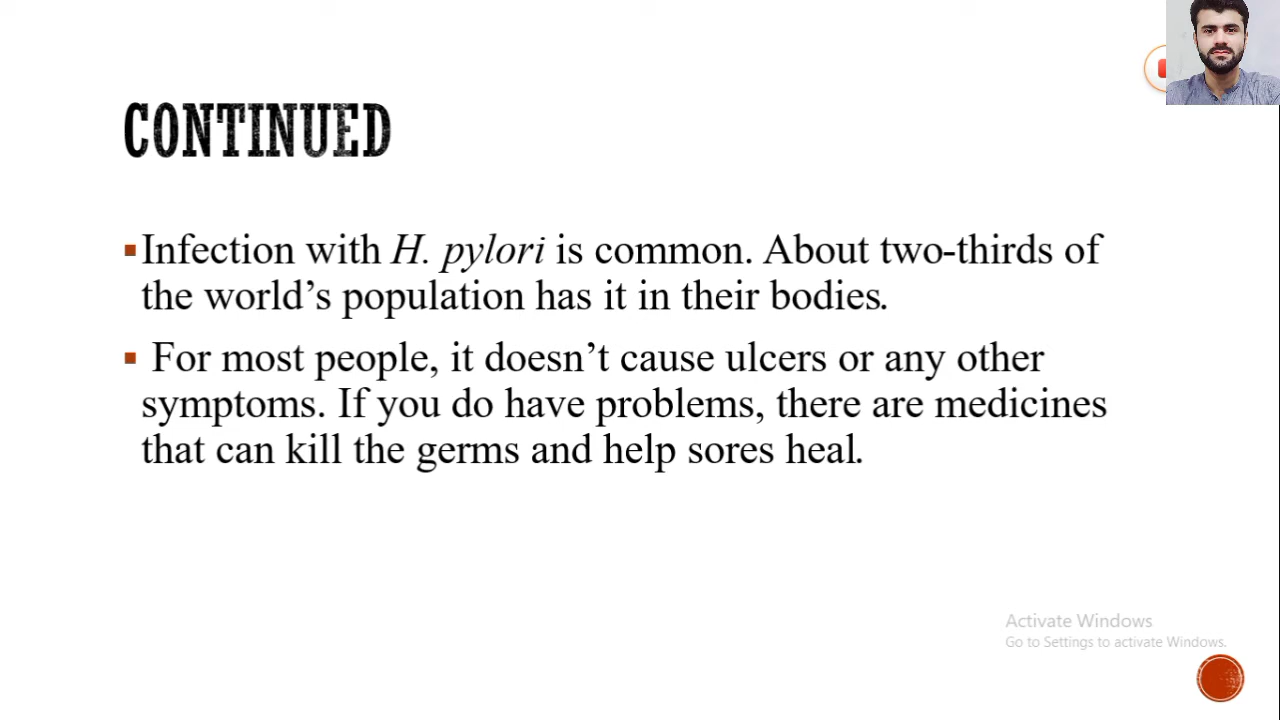 CONTINUED
Infection with H. pylori is common. About two-thirds of
the world’s population has it in their bodies.
For most people, it doesn’t cause ulcers or any other
symptoms. If you do have problems, there are medicines
that can kill the germs and help sores heal.
Activate Windows
Go to Settings to activate Windows.